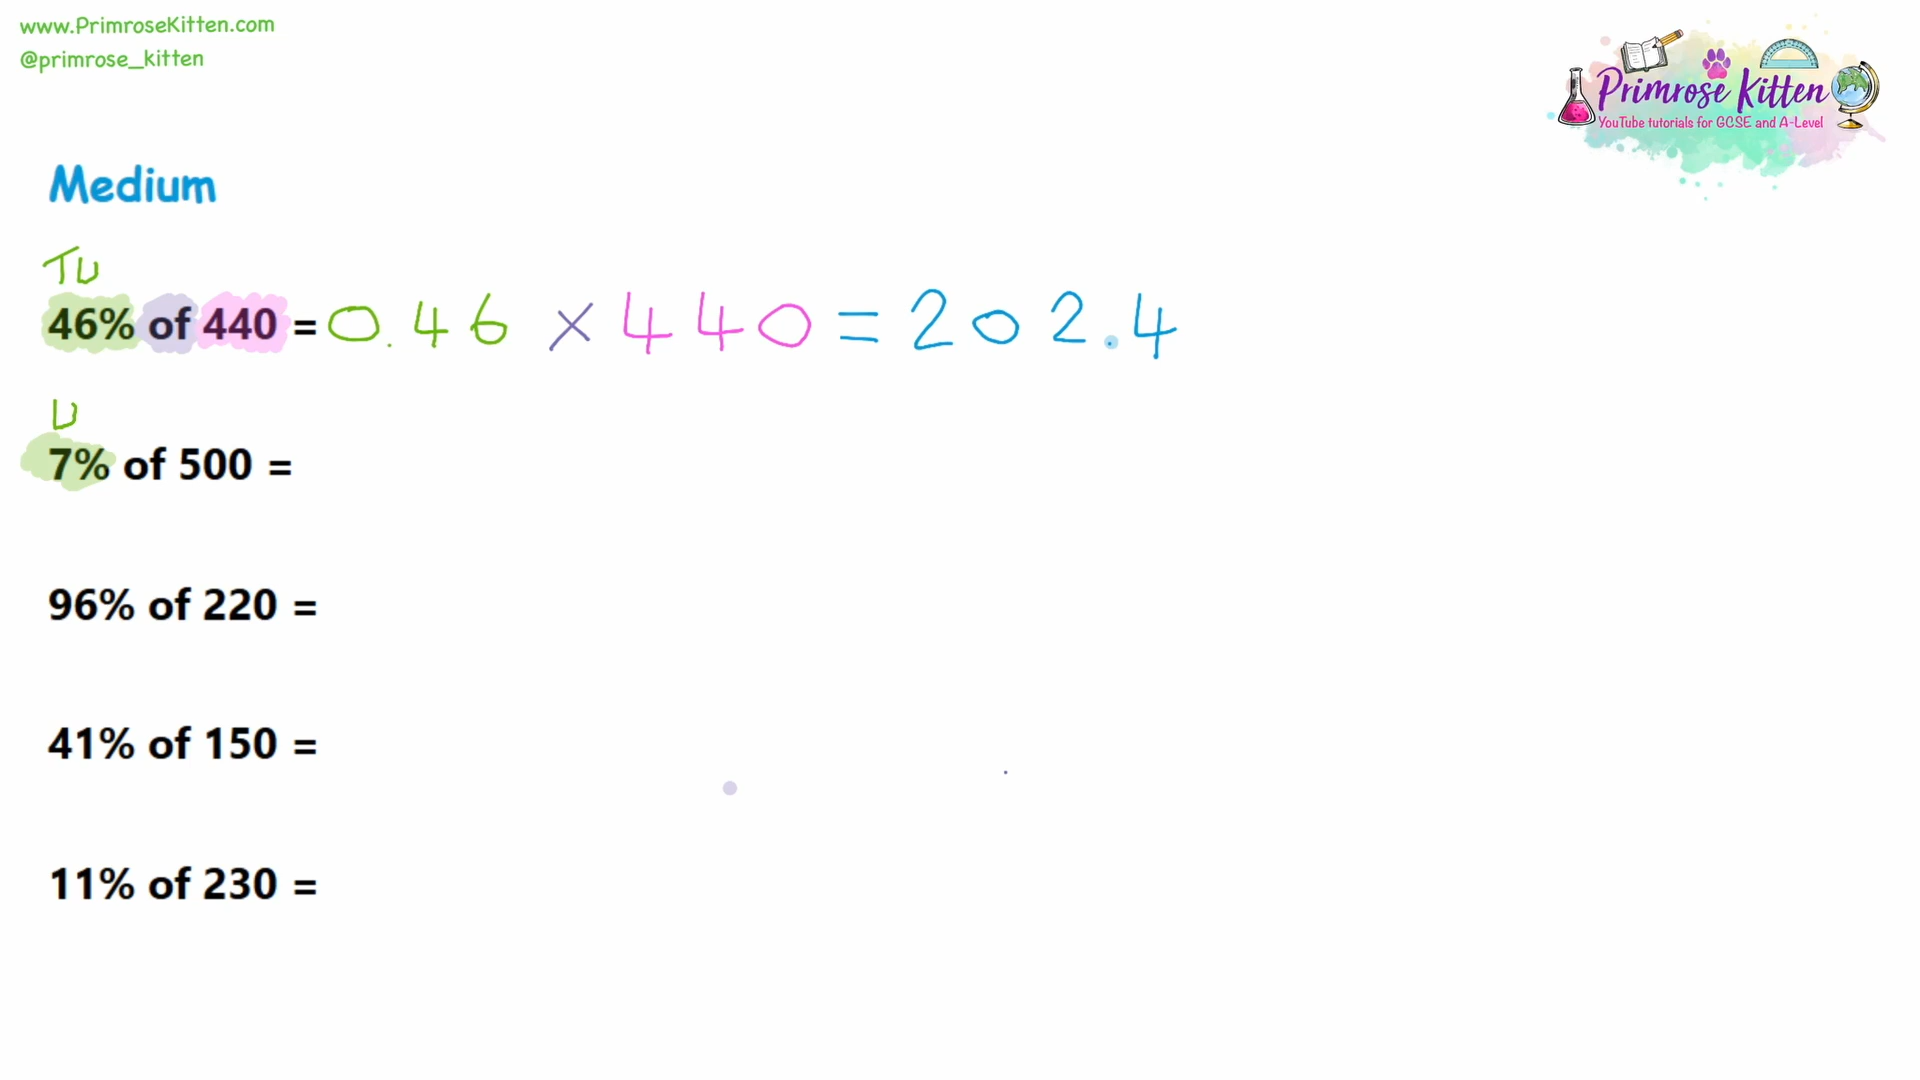 www.PrimroseKitten.com
@primrose_kitten
Primrose Kitten
YouTube tutorials for GCSE and A-Level
Medium
TU
46% of 440 = 0.46 × 440 = 202.4
U
7% of 500 =
96% of 220 =
41% of 150 =
11% of 230 =